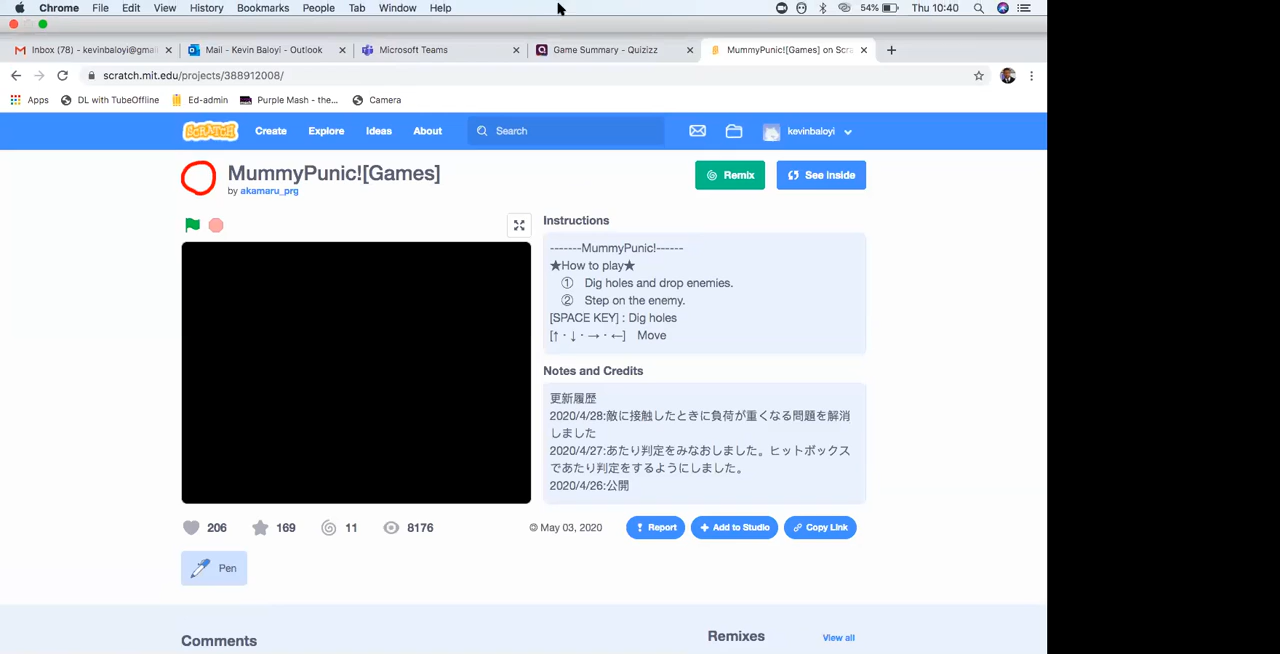 Chrome File Edit View History Bookmarks People Tab Window Help 54% Thu 10:40
Inbox (78) - kevinbaloyi@gmai Mail - Kevin Baloyi - Outlook Microsoft Teams Game Summary - Quizizz MummyPunic![Games] on Scra
scratch.mit.edu/projects/388912008/
Apps DL with TubeOffline Ed-admin Purple Mash - the... Camera
SCRATCH Create Explore Ideas About Search kevinbaloyi
MummyPunic![Games]
by akamaru_prg
Remix See inside
Instructions
-------MummyPunic!------
★How to play★
① Dig holes and drop enemies.
② Step on the enemy.
[SPACE KEY] : Dig holes
[↑・↓・→・←] Move
Notes and Credits
更新履歴
2020/4/28:敵に接触したときに負荷が重くなる問題を解消
しました
2020/4/27:あたり判定をみなおしました。ヒットボックス
であたり判定をするようにしました。
2020/4/26:公開
206 169 11 8176
© May 03, 2020 Report Add to Studio Copy Link
Pen
Comments
Remixes View all